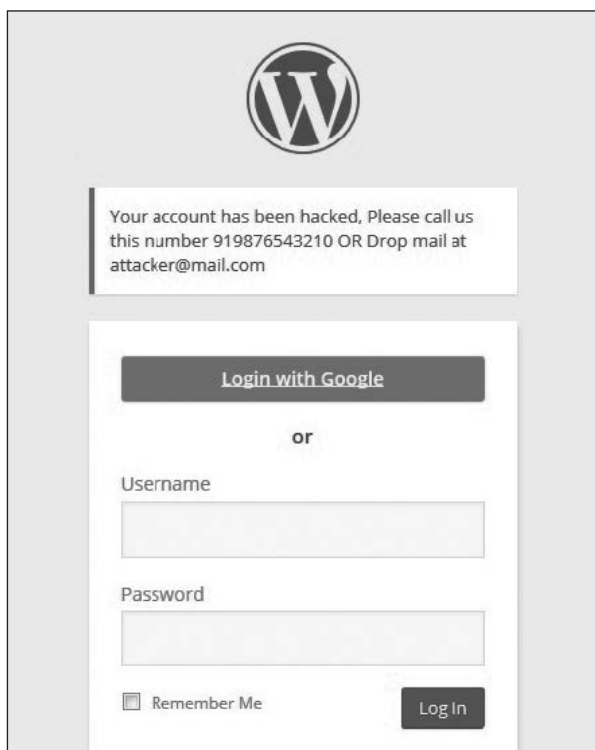 W
Your account has been hacked, Please call us
this number 919876543210 OR Drop mail at
attacker@mail.com
Login with Google
or
Username
Password
Remember Me
Log In